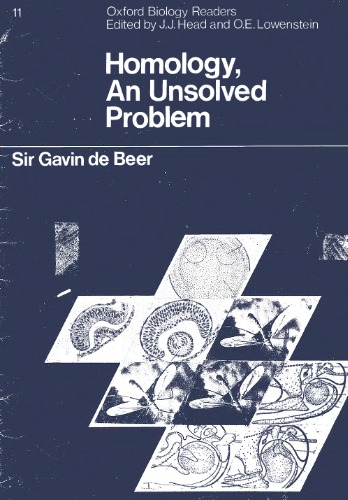 11
Oxford Biology Readers
Edited by J.J. Head and O.E. Lowenstein
Homology,
An Unsolved
Problem
Sir Gavin de Beer